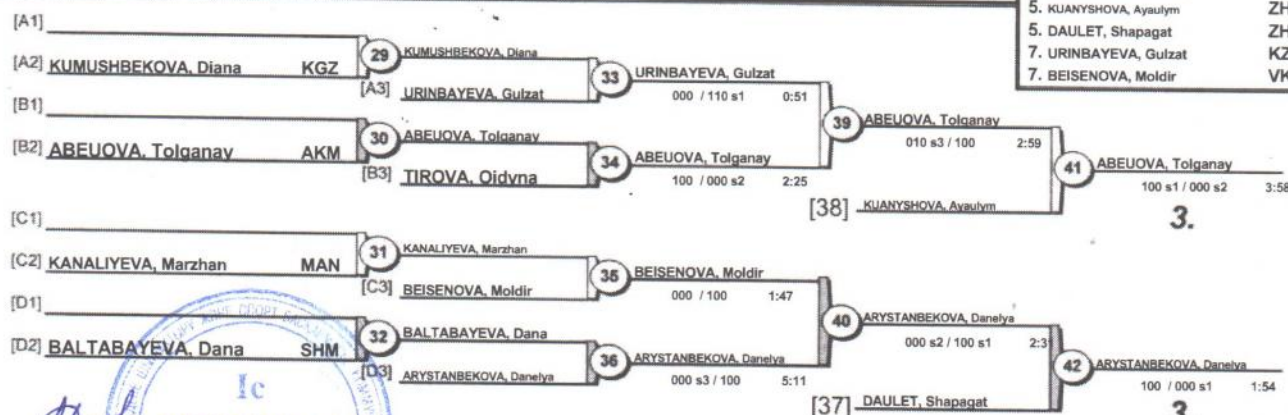 5. KUANYSHOVA, Ayaulym ZH
5. DAULET, Shapagat ZH
7. URINBAYEVA, Gulzat KZ
7. BEISENOVA, Moldir VK
[A1]
[A2] KUMUSHBEKOVA, Diana KGZ
29
KUMUSHBEKOVA, Diana
[A3] URINBAYEVA, Gulzat
33
URINBAYEVA, Gulzat
000 / 110 s1 0:51
[B1]
[B2] ABEUOVA, Tolganay AKM
30
ABEUOVA, Tolganay
[B3] TIROVA, Oidyna
34
ABEUOVA, Tolganay
100 / 000 s2 2:25
39
ABEUOVA, Tolganay
010 s3 / 100 2:59
[38] KUANYSHOVA, Ayaulym
41
ABEUOVA, Tolganay
100 s1 / 000 s2 3:58
3.
[C1]
[C2] KANALIYEVA, Marzhan MAN
31
KANALIYEVA, Marzhan
[C3] BEISENOVA, Moldir
35
BEISENOVA, Moldir
000 / 100 1:47
[D1]
[D2] BALTABAYEVA, Dana SHM
32
BALTABAYEVA, Dana
[D3] ARYSTANBEKOVA, Danelya
36
ARYSTANBEKOVA, Danelya
000 s3 / 100 5:11
40
ARYSTANBEKOVA, Danelya
000 s2 / 100 s1
[37] DAULET, Shapagat
42
ARYSTANBEKOVA, Danelya
100 / 000 s1 1:54
3.
Ic